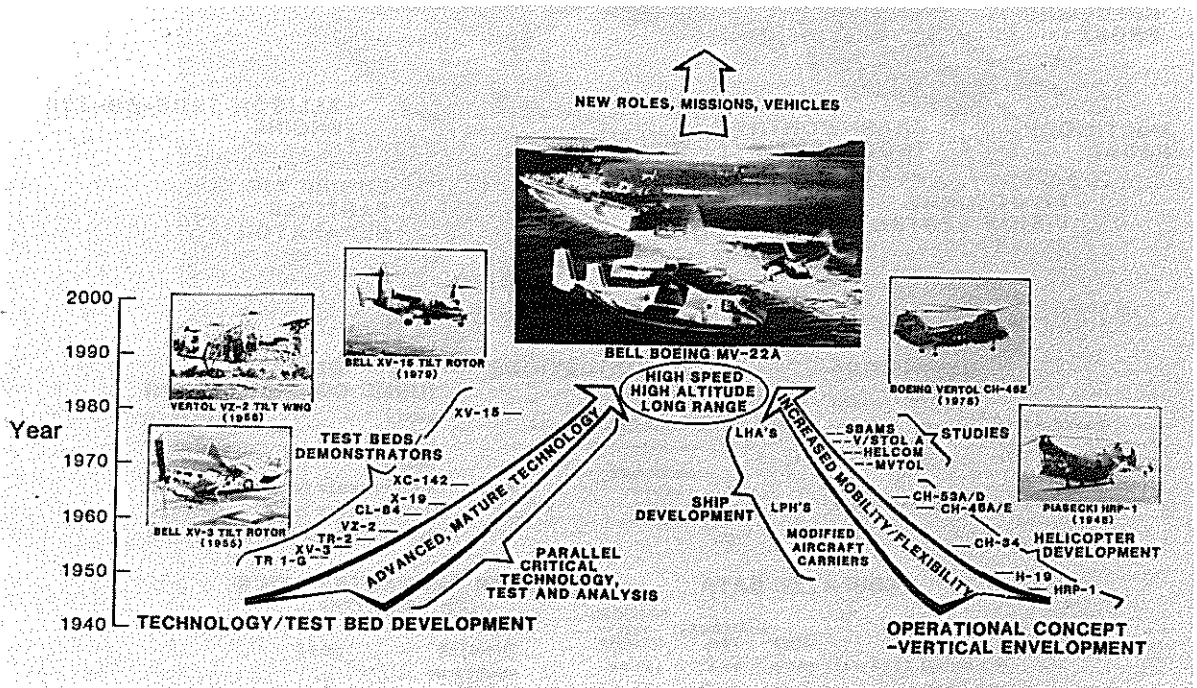 NEW ROLES, MISSIONS, VEHICLES
BELL BOEING MV-22A
HIGH SPEED
HIGH ALTITUDE
LONG RANGE
BELL XV-15 TILT ROTOR
(1979)
VERTOL VZ-2 TILT WING
BELL XV-3 TILT ROTOR
(1955)
BOEING VERTOL CH-46E
(1975)
PIASECKI HRP-1
Year
2000
1990
1980
1970
1960
1950
1940
TEST BEDS/
DEMONSTRATORS
XV-15
XC-142
X-19
CL-84
VZ-2
TR-2
XV-3
TR 1-G
ADVANCED, MATURE TECHNOLOGY
PARALLEL
CRITICAL
TECHNOLOGY,
TEST AND ANALYSIS
TECHNOLOGY/TEST BED DEVELOPMENT
LHA'S
SHIP
DEVELOPMENT
LPH'S
MODIFIED
AIRCRAFT
CARRIERS
INCREASED MOBILITY/FLEXIBILITY
SBAMS
V/STOL A
HELCOM
MVTOL
STUDIES
CH-53A/D
CH-46A/E
CH-34
HELICOPTER
DEVELOPMENT
H-19
HRP-1
OPERATIONAL CONCEPT
-VERTICAL ENVELOPMENT